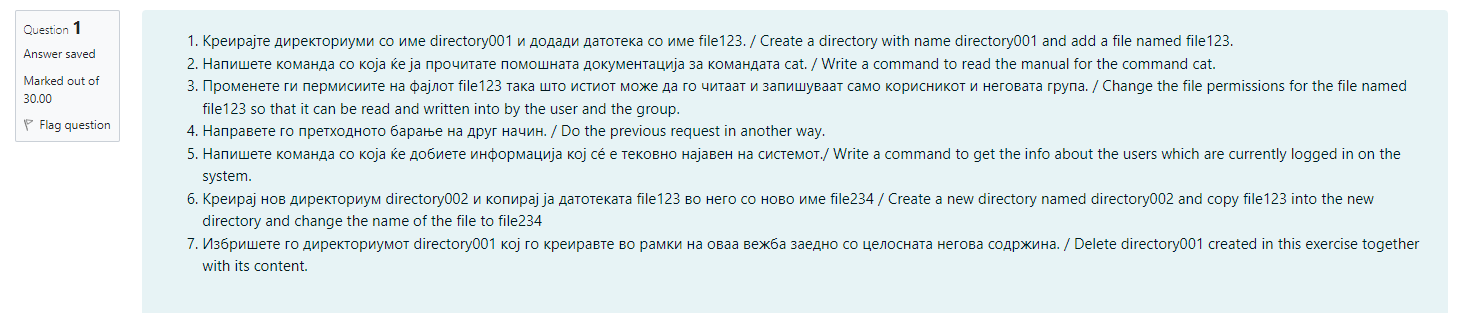 Question 1
Answer saved
Marked out of
30.00
Flag question
1. Креирајте директориуми со име directory001 и додади датотека со име file123. / Create a directory with name directory001 and add a file named file123.
2. Напишете команда со која ќе ја прочитате помошната документација за командата cat. / Write a command to read the manual for the command cat.
3. Променете ги пермисиите на фајлот file123 така што истиот може да го читаат и запишуваат само корисникот и неговата група. / Change the file permissions for the file named
file123 so that it can be read and written into by the user and the group.
4. Направете го претходното барање на друг начин. / Do the previous request in another way.
5. Напишете команда со која ќе добиете информација кој сé е тековно најавен на системот./ Write a command to get the info about the users which are currently logged in on the
system.
6. Креирај нов директориум directory002 и копирај ја датотеката file123 во него со ново име file234 / Create a new directory named directory002 and copy file123 into the new
directory and change the name of the file to file234
7. Избришете го директориумот directory001 кој го креиравте во рамки на оваа вежба заедно со целосната негова содржина. / Delete directory001 created in this exercise together
with its content.